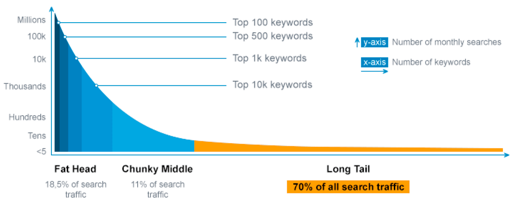 Millions
100k
10k
Thousands
Hundreds
Tens
<5
Top 100 keywords
Top 500 keywords
Top 1k keywords
Top 10k keywords
y-axis Number of monthly searches
x-axis Number of keywords
Fat Head
18,5% of search
traffic
Chunky Middle
11% of search
traffic
Long Tail
70% of all search traffic